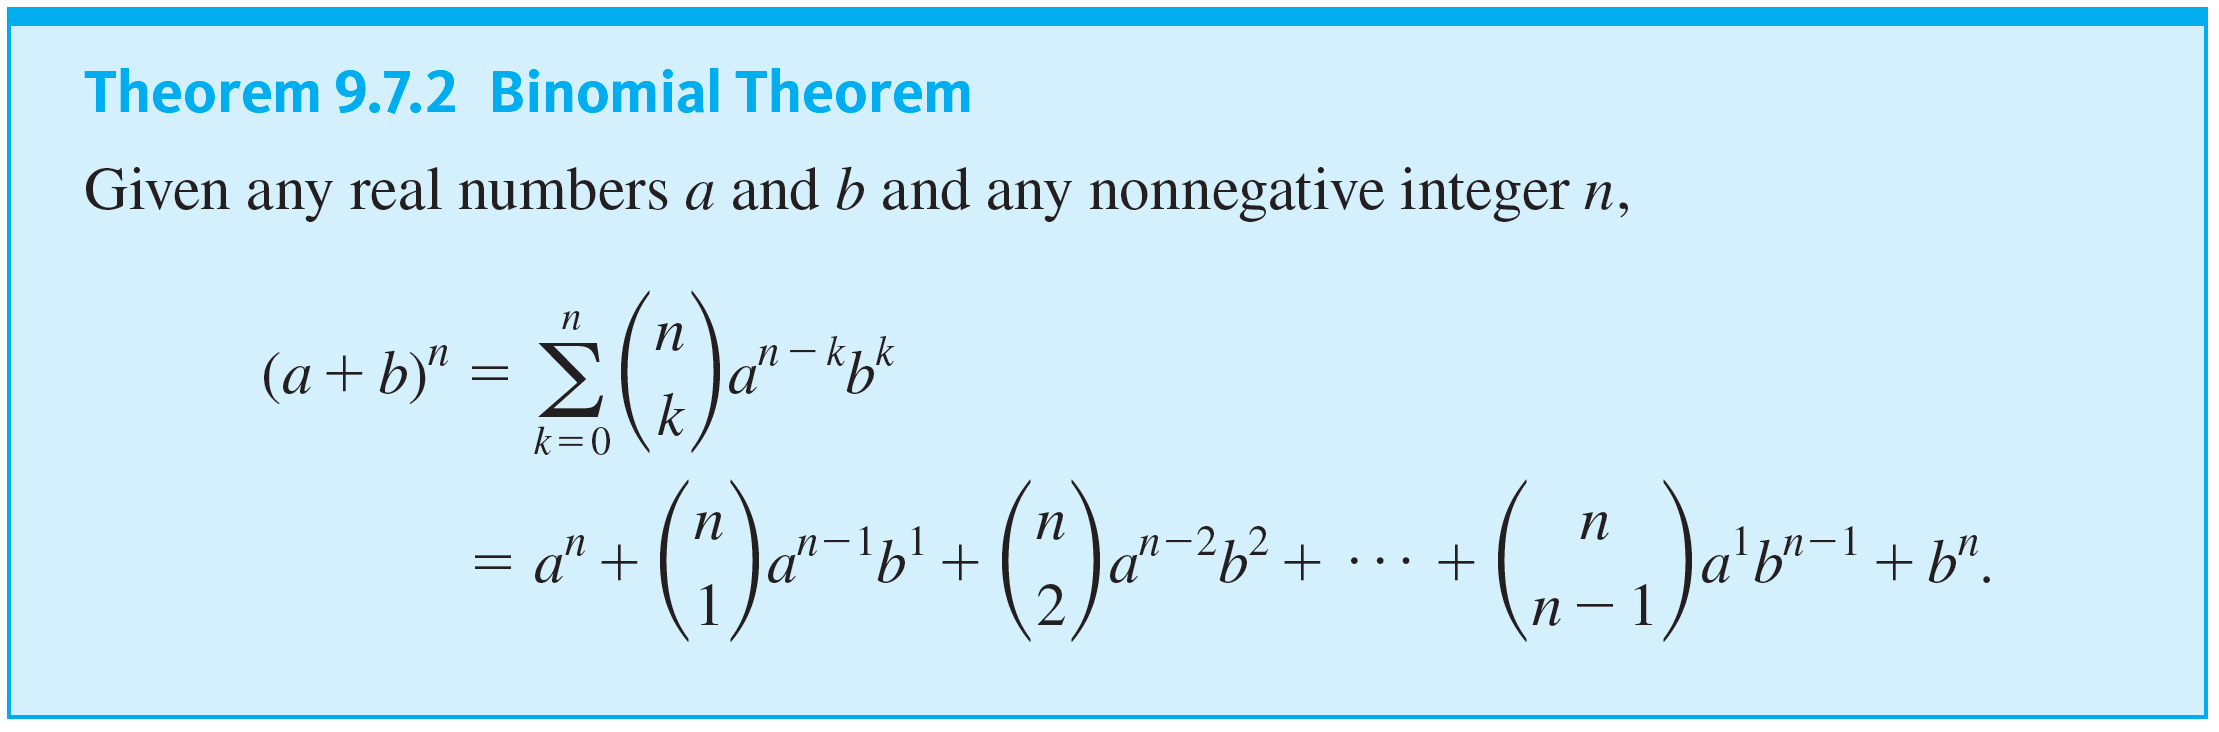 Theorem 9.7.2 Binomial Theorem
Given any real numbers a and b and any nonnegative integer n,
$(a + b)^n = \sum_{k=0}^{n} \binom{n}{k} a^{n-k} b^k$
$= a^n + \binom{n}{1} a^{n-1} b^1 + \binom{n}{2} a^{n-2} b^2 + \cdots + \binom{n}{n-1} a^1 b^{n-1} + b^n.$